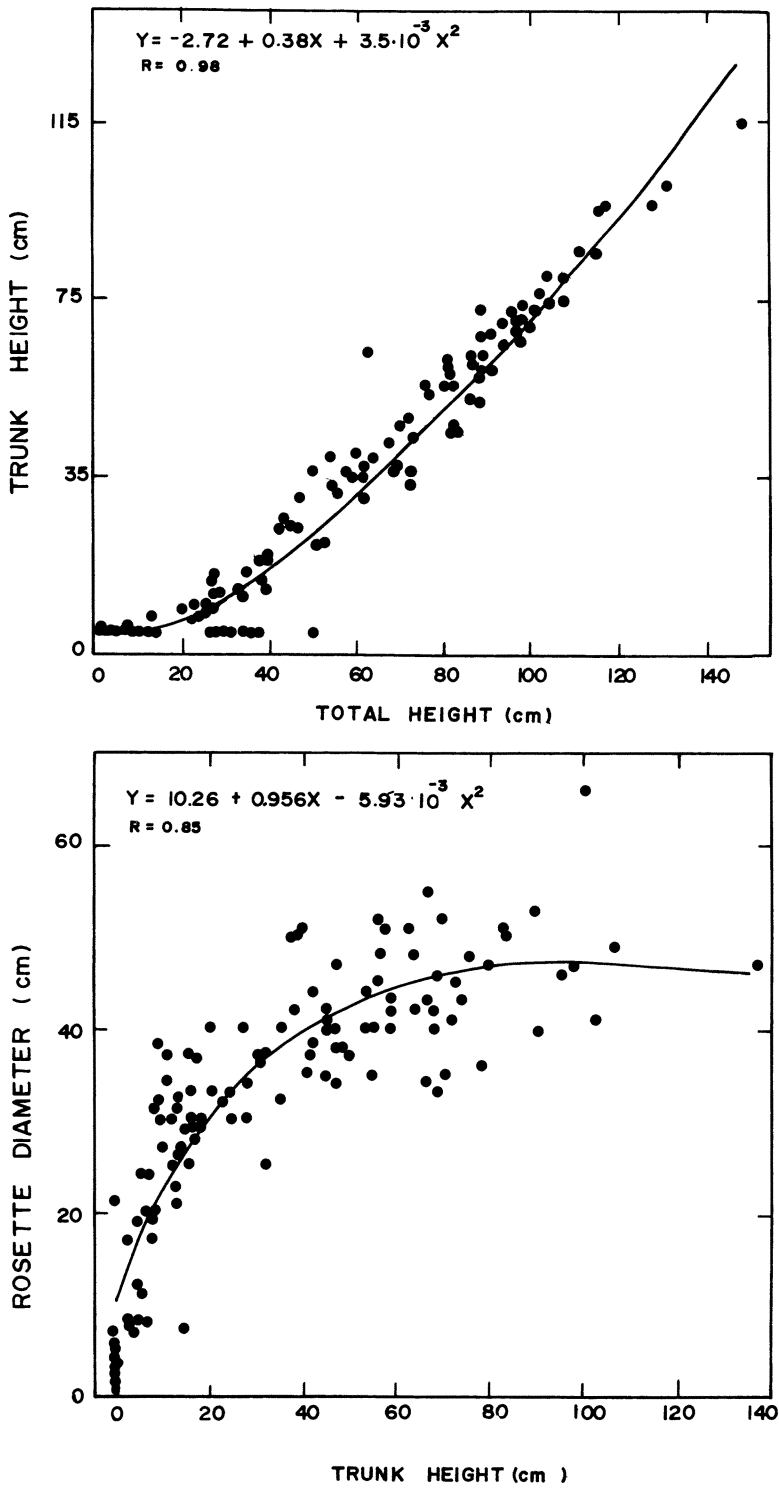 Y= -2.72 + 0.38X + 3.5·10⁻³ X²
R= 0.98
115
75
35
0
TRUNK HEIGHT (cm)
0 20 40 60 80 100 120 140
TOTAL HEIGHT (cm)
Y= 10.26 + 0.956X - 5.93·10⁻³ X²
R= 0.85
60
40
20
0
ROSETTE DIAMETER (cm)
0 20 40 60 80 100 120 140
TRUNK HEIGHT (cm)